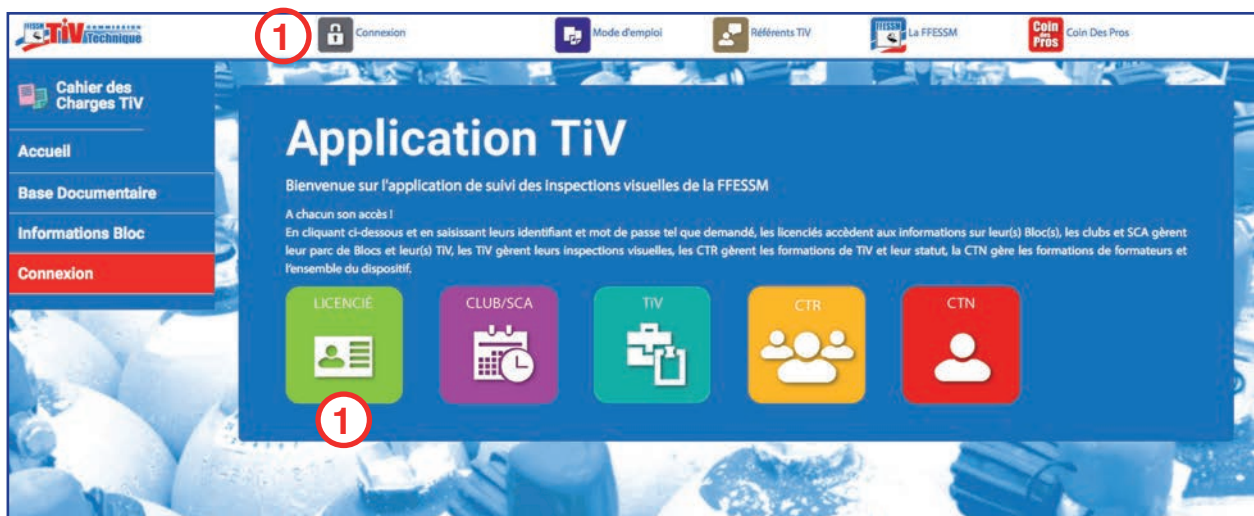 FFESSM TiV COMMISSION Technique
1
Connexion
Mode d'emploi
Référents TiV
FFESSM
La FFESSM
Coin des Pros
Coin Des Pros
Cahier des
Charges TiV
Accueil
Base Documentaire
Informations Bloc
Connexion
Application TiV
Bienvenue sur l'application de suivi des inspections visuelles de la FFESSM
A chacun son accès !
En cliquant ci-dessous et en saisissant leurs identifiant et mot de passe tel que demandé, les licenciés accèdent aux informations sur leur(s) Bloc(s), les clubs et SCA gèrent
leur parc de Blocs et leur(s) TiV, les TiV gèrent leurs inspections visuelles, les CTR gèrent les formations de TiV et leur statut, la CTN gère les formations de formateurs et
l'ensemble du dispositif.
LICENCIÉ
CLUB/SCA
TIV
CTR
CTN
1